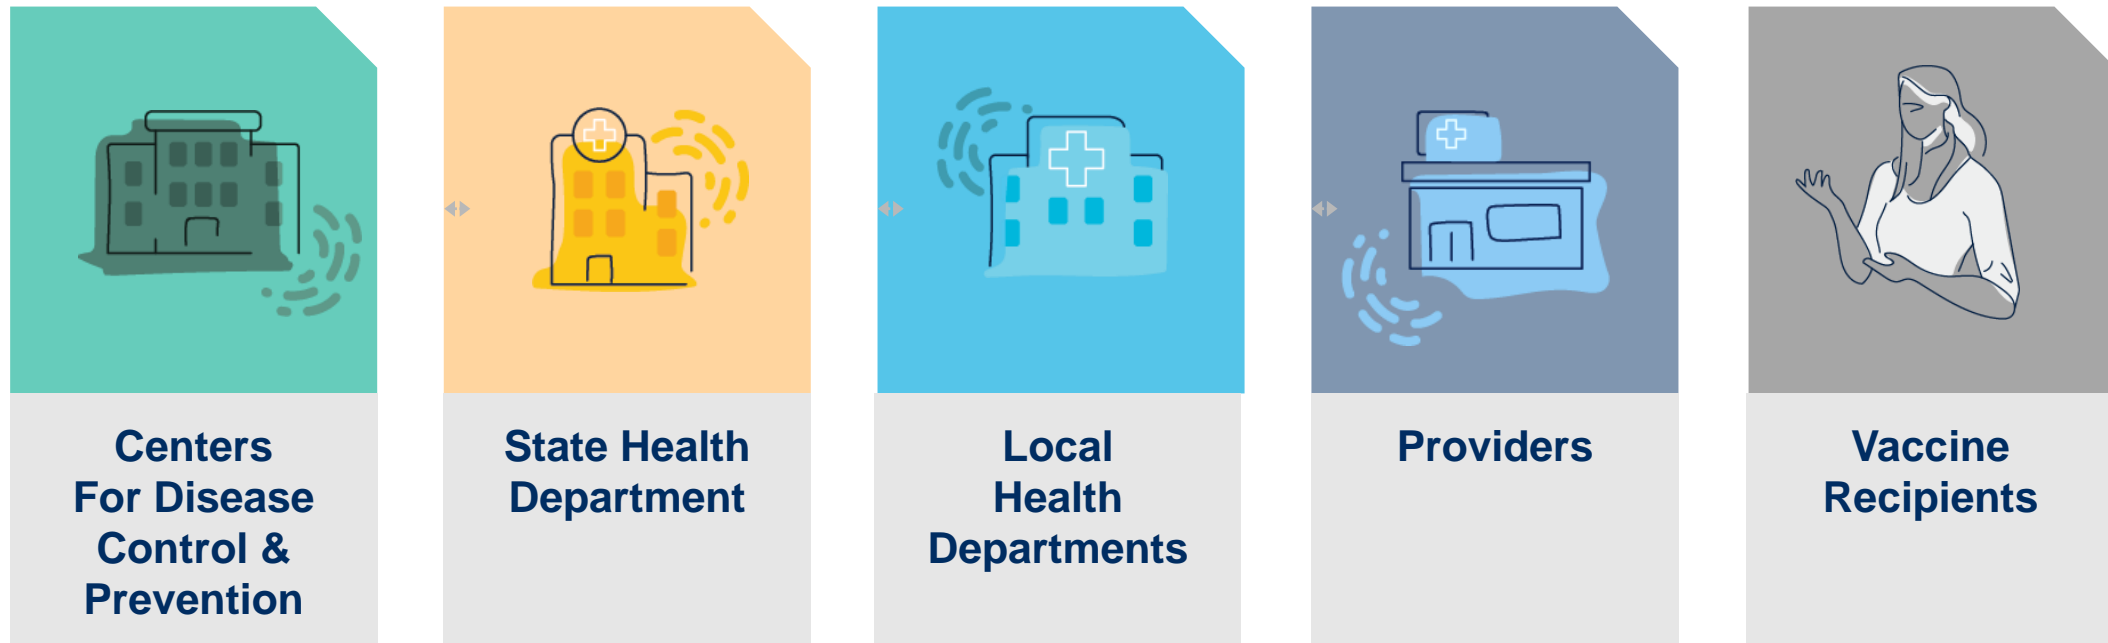 Centers
For Disease
Control &
Prevention
State Health
Department
Local
Health
Departments
Providers
Vaccine
Recipients